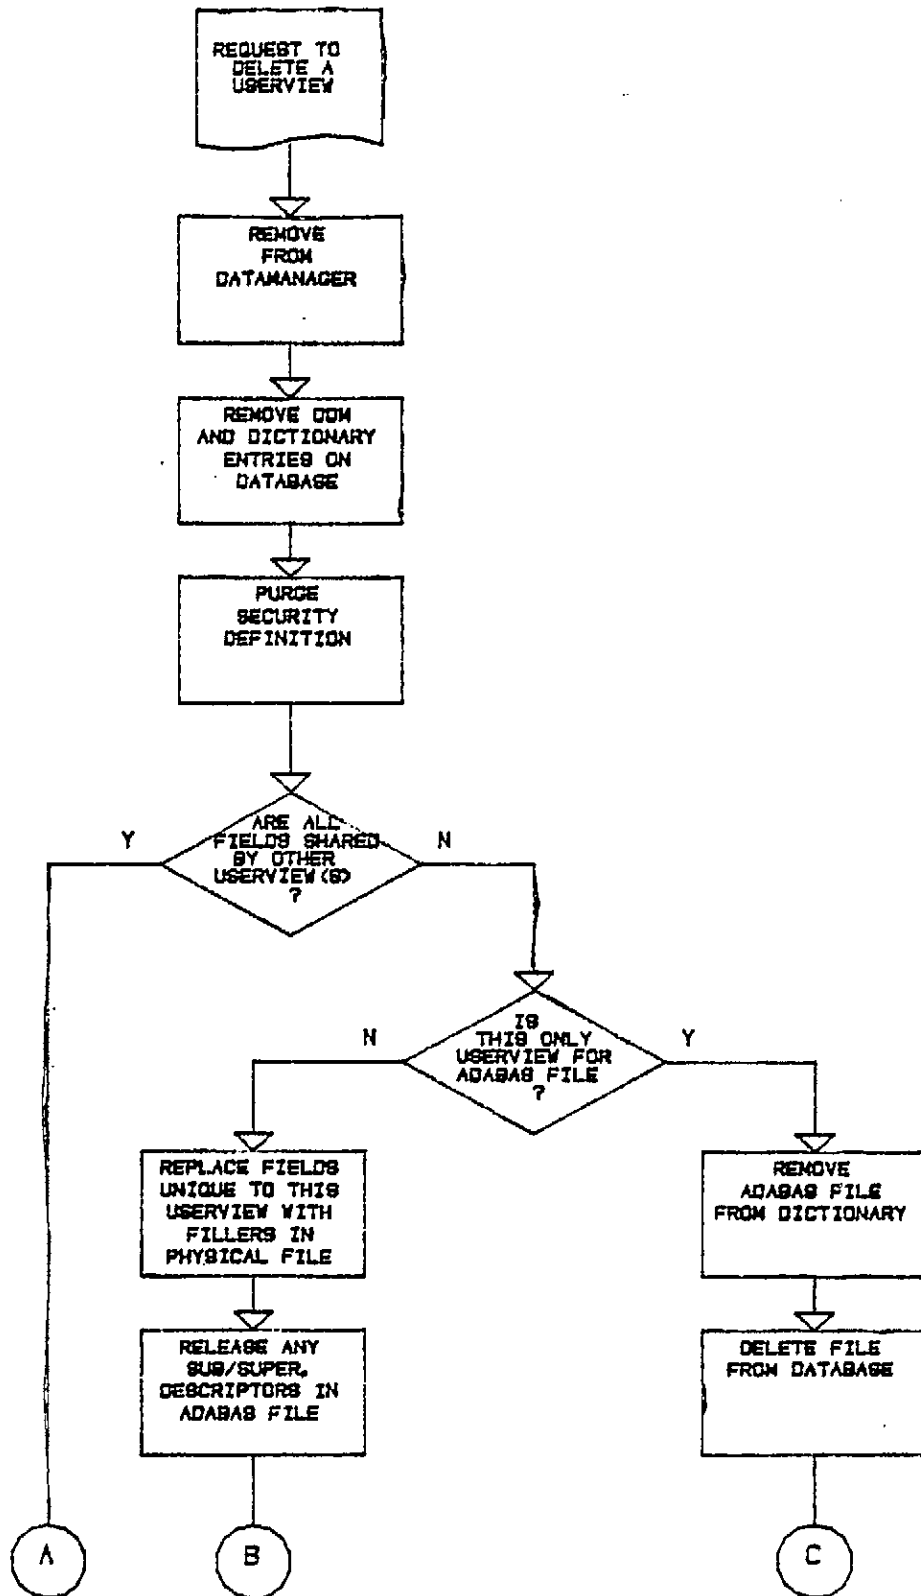 REQUEST TO
DELETE A
USERVIEW
REMOVE
FROM
DATAMANAGER
REMOVE DDM
AND DICTIONARY
ENTRIES ON
DATABASE
PURGE
SECURITY
DEFINITION
ARE ALL
FIELDS SHARED
BY OTHER
USERVIEW(S)
?
Y
N
IS
THIS ONLY
USERVIEW FOR
ADABAS FILE
?
N
Y
REPLACE FIELDS
UNIQUE TO THIS
USERVIEW WITH
FILLERS IN
PHYSICAL FILE
REMOVE
ADABAS FILE
FROM DICTIONARY
RELEASE ANY
SUB/SUPER.
DESCRIPTORS IN
ADABAS FILE
DELETE FILE
FROM DATABASE
A
B
C